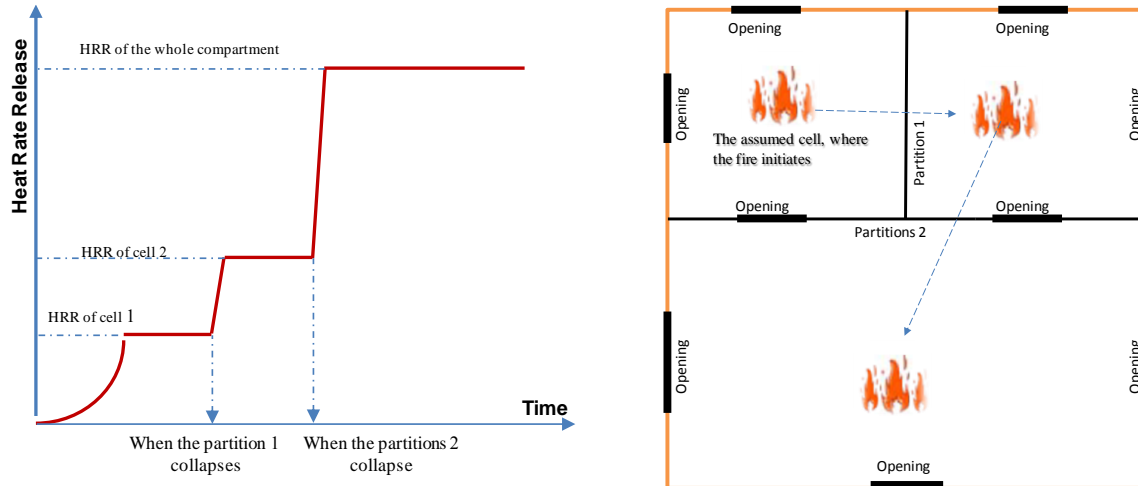 HRR of the whole compartment
Heat Rate Release
HRR of cell 2
HRR of cell 1
Time
When the partition 1
collapses
When the partitions 2
collapse
Opening
Opening
Opening
Opening
The assumed cell, where
the fire initiates
Partition 1
Opening
Opening
Partitions 2
Opening
Opening
Opening